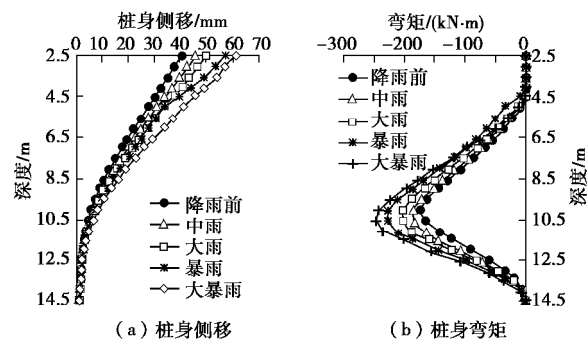 桩身侧移/mm
0 10 20 30 40 50 60 70
2.5
4.5
6.5
8.5
10.5
12.5
14.5
深度/m
降雨前
中雨
大雨
暴雨
大暴雨
(a)桩身侧移
弯矩/(kN·m)
-300 -200 -100 0
2.5
4.5
6.5
8.5
10.5
12.5
14.5
深度/m
降雨前
中雨
大雨
暴雨
大暴雨
(b)桩身弯矩